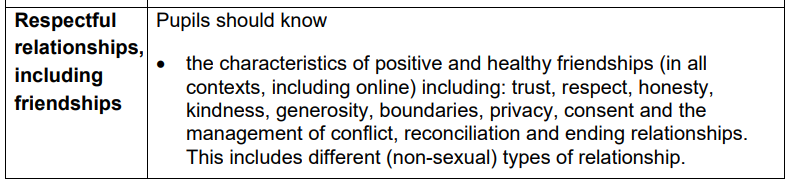 Respectful
relationships,
including
friendships
Pupils should know
• the characteristics of positive and healthy friendships (in all
contexts, including online) including: trust, respect, honesty,
kindness, generosity, boundaries, privacy, consent and the
management of conflict, reconciliation and ending relationships.
This includes different (non-sexual) types of relationship.